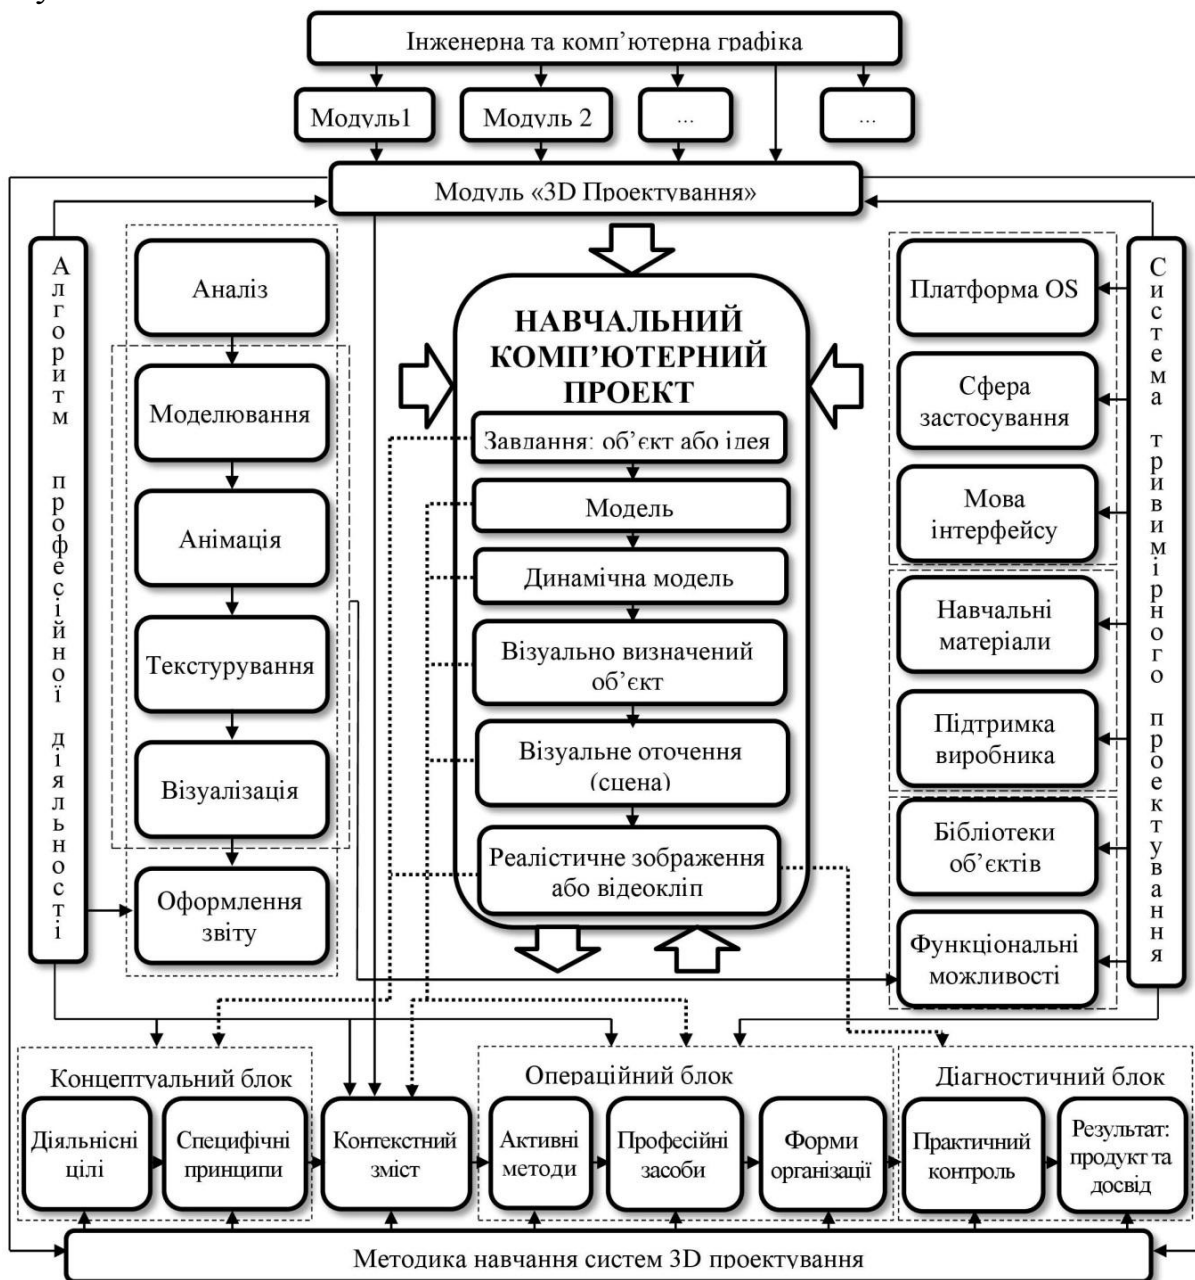 у
Інженерна та комп’ютерна графіка
Модуль1
Модуль 2
...
...
Модуль «3D Проектування»
Алгоритм професійної діяльності
Аналіз
Моделювання
Анімація
Текстурування
Візуалізація
Оформлення
звіту
НАВЧАЛЬНИЙ
КОМП’ЮТЕРНИЙ
ПРОЕКТ
Завдання: об’єкт або ідея
Модель
Динамічна модель
Візуально визначений
об’єкт
Візуальне оточення
(сцена)
Реалістичне зображення
або відеокліп
Платформа OS
Сфера
застосування
Мова
інтерфейсу
Навчальні
матеріали
Підтримка
виробника
Бібліотеки
об’єктів
Функціональні
можливості
Система тривимірного проектування
Концептуальний блок
Діяльнісні
цілі
Специфічні
принципи
Контекстний
зміст
Операційний блок
Активні
методи
Професійні
засоби
Форми
організації
Діагностичний блок
Практичний
контроль
Результат:
продукт та
досвід
Методика навчання систем 3D проектування